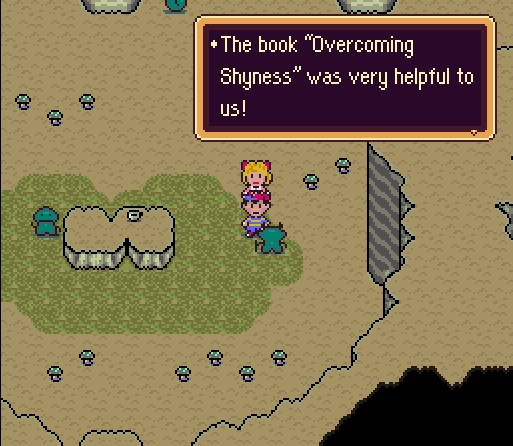 •The book “Overcoming
Shyness” was very helpful to
us!